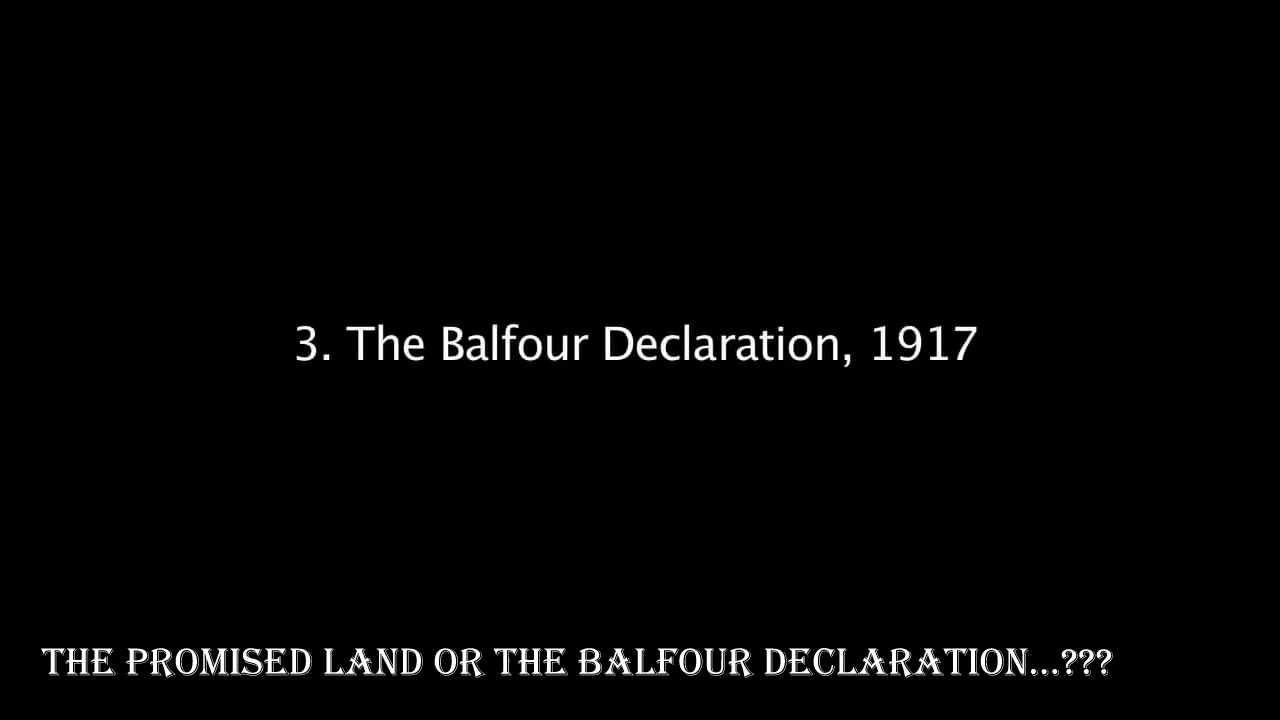 3. The Balfour Declaration, 1917
THE PROMISED LAND OR THE BALFOUR DECLARATION...???